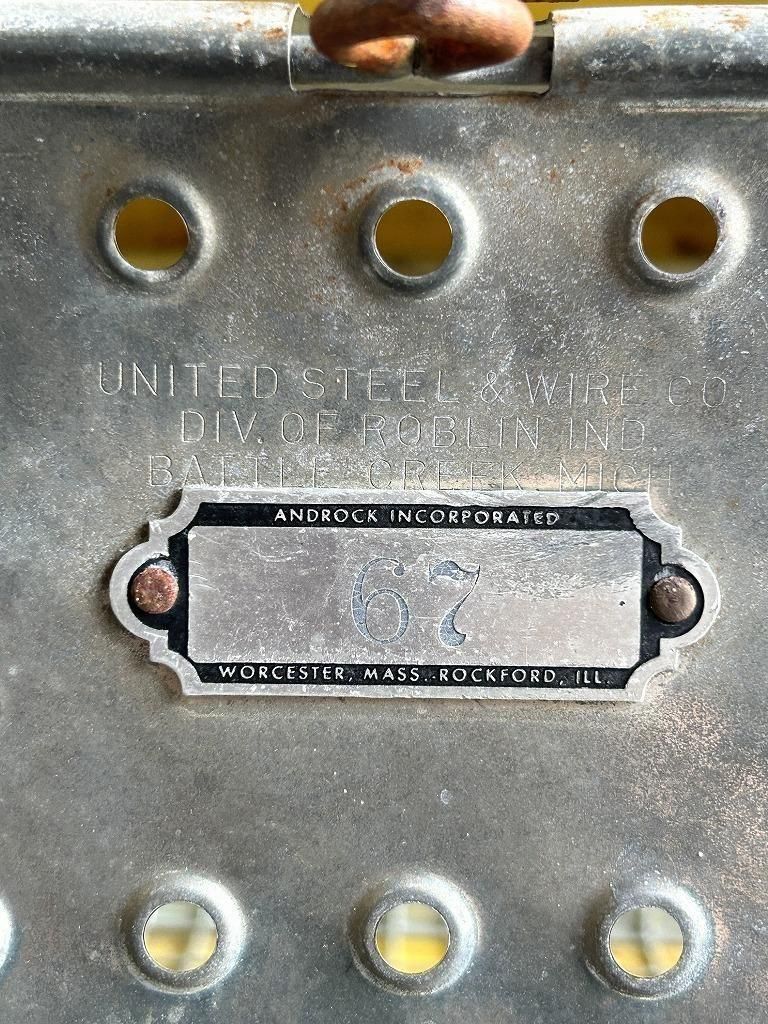 UNITED STEEL & WIRE CO
DIV. OF ROBLIN IND.
BATTLE CREEK, MICH
ANDROCK INCORPORATED
67
WORCESTER, MASS.-ROCKFORD, ILL.